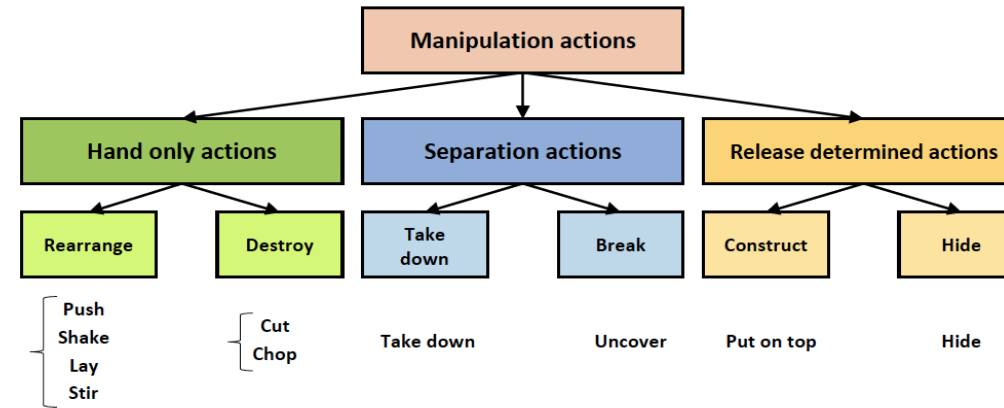 Manipulation actions
Hand only actions
Separation actions
Release determined actions
Rearrange
Destroy
Take
down
Break
Construct
Hide
Push
Shake
Lay
Stir
Cut
Chop
Take down
Uncover
Put on top
Hide